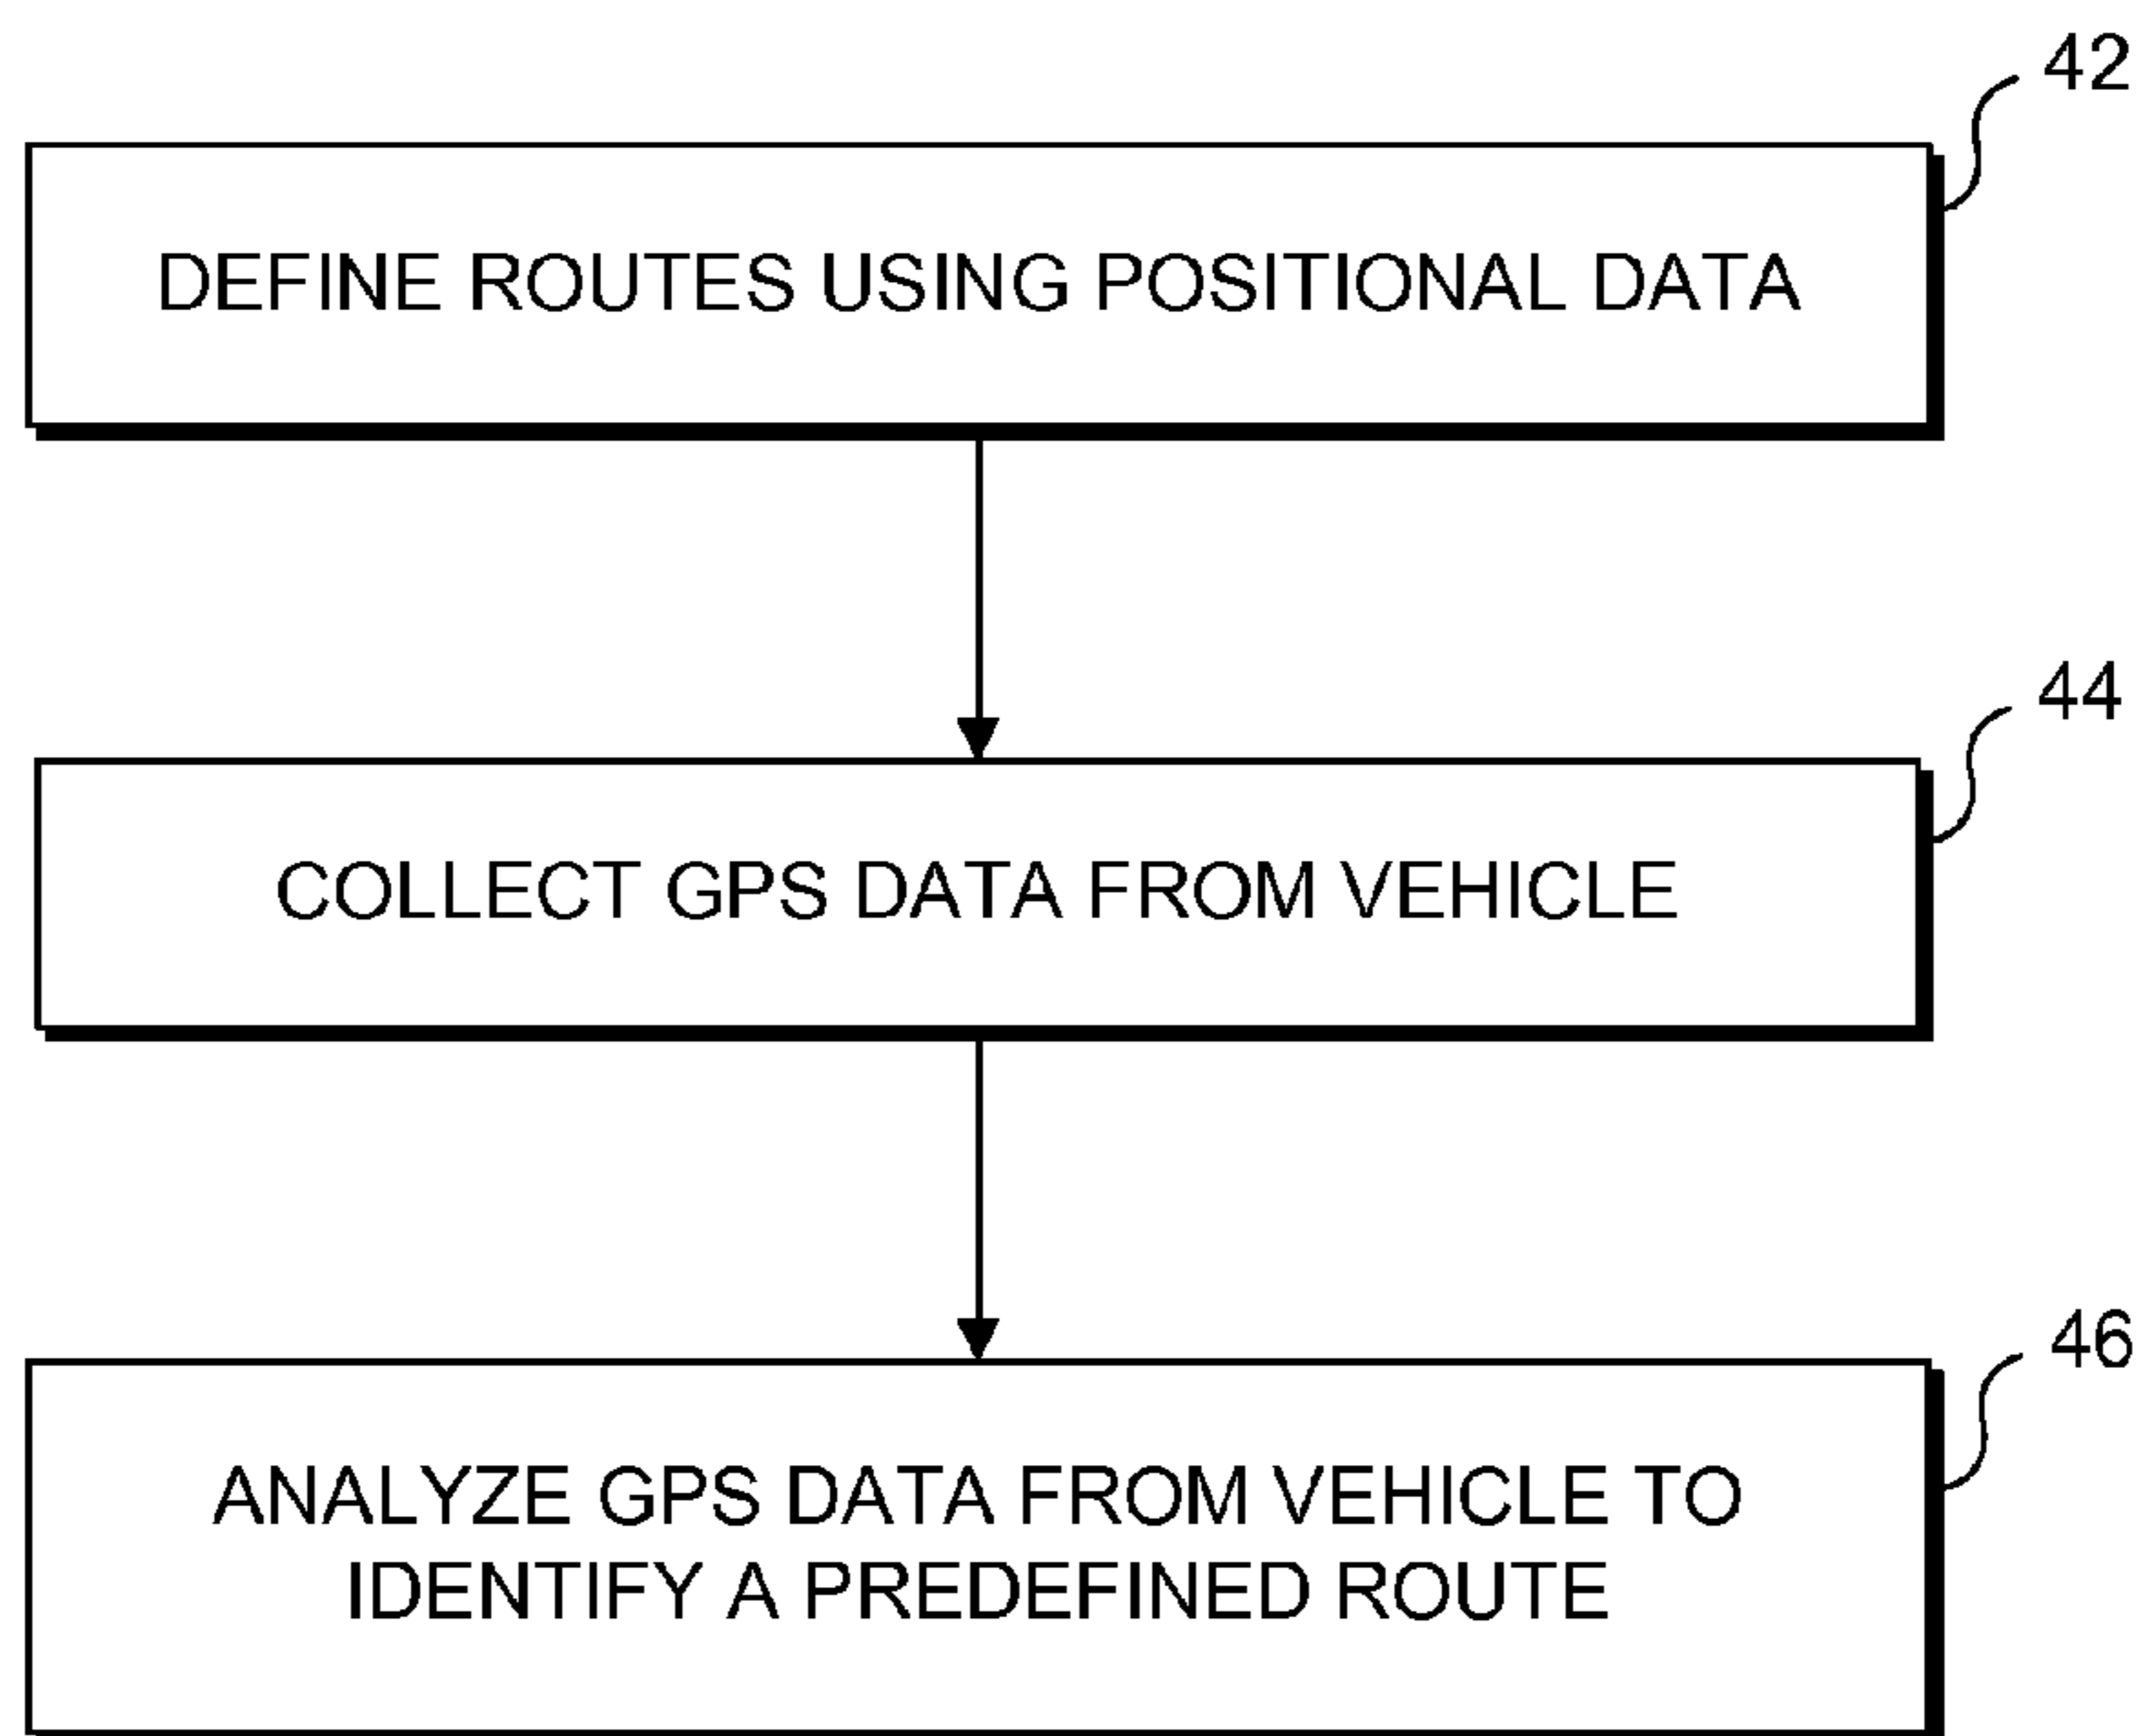 42
DEFINE ROUTES USING POSITIONAL DATA
44
COLLECT GPS DATA FROM VEHICLE
46
ANALYZE GPS DATA FROM VEHICLE TO
IDENTIFY A PREDEFINED ROUTE